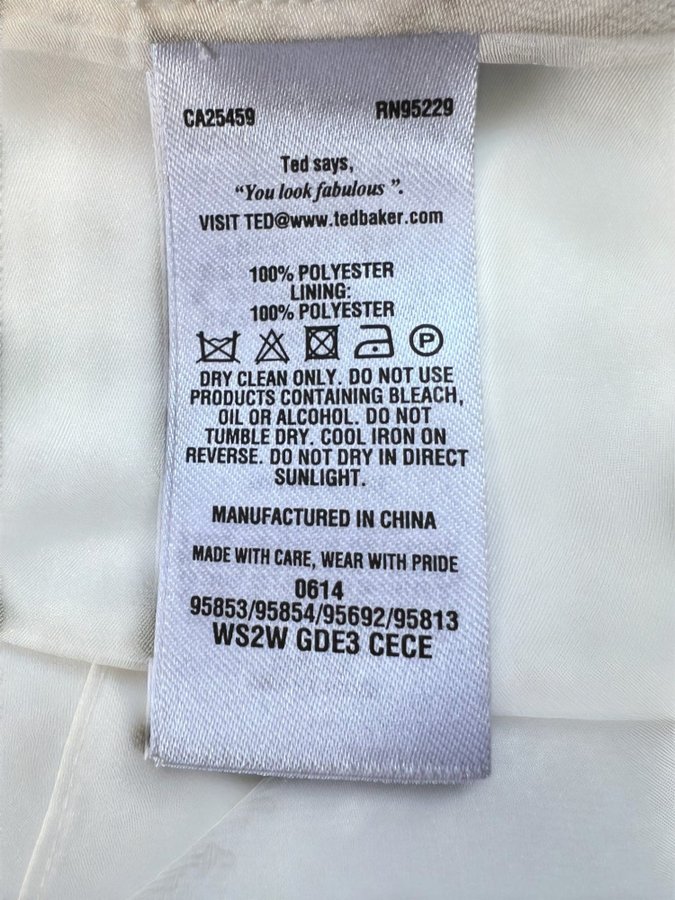 CA25459 RN95229
Ted says,
“You look fabulous ”.
VISIT TED@www.tedbaker.com
100% POLYESTER
LINING:
100% POLYESTER
P
DRY CLEAN ONLY. DO NOT USE
PRODUCTS CONTAINING BLEACH,
OIL OR ALCOHOL. DO NOT
TUMBLE DRY. COOL IRON ON
REVERSE. DO NOT DRY IN DIRECT
SUNLIGHT.
MANUFACTURED IN CHINA
MADE WITH CARE, WEAR WITH PRIDE
0614
95853/95854/95692/95813
WS2W GDE3 CECE